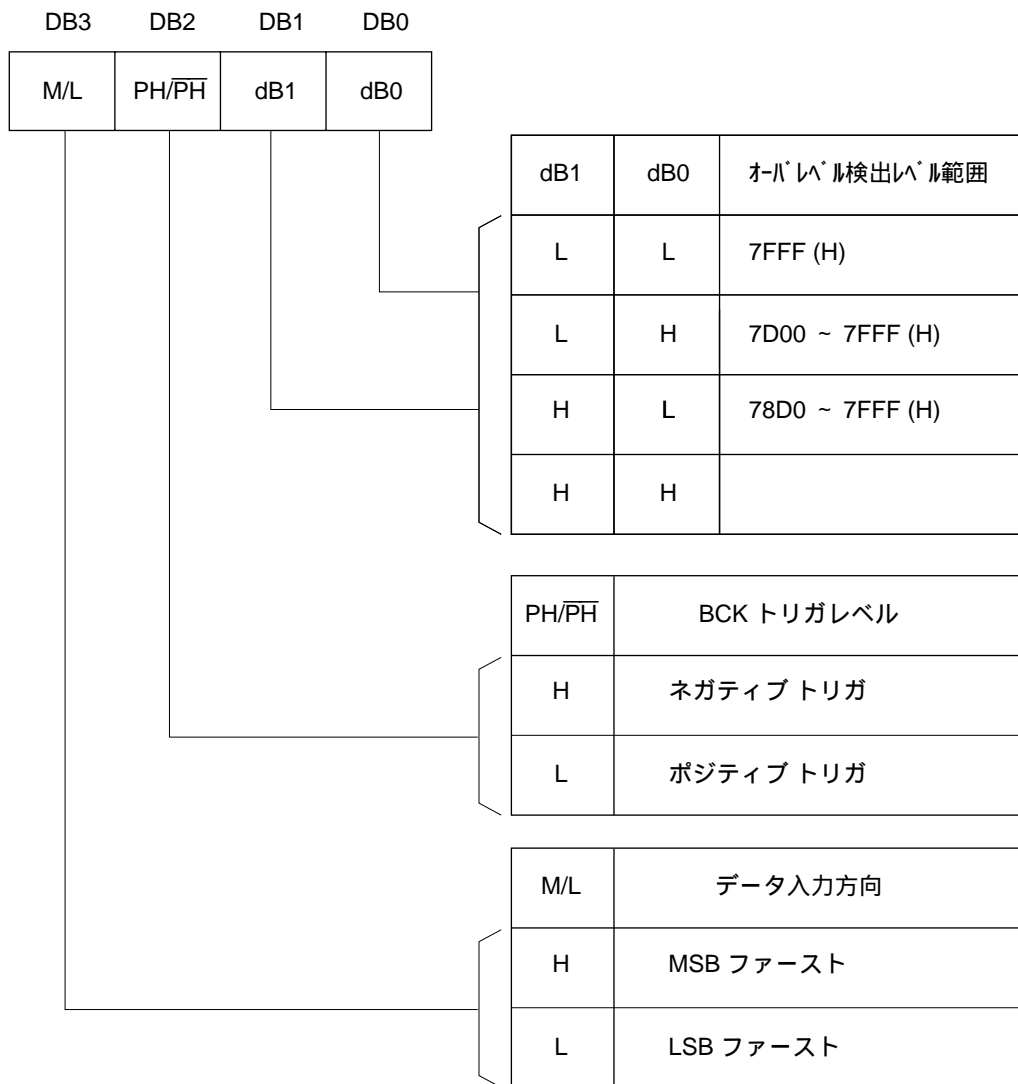 DB3 DB2 DB1 DB0
M/L PH/P̅H̅ dB1 dB0
dB1 dB0 オーバレベル検出レベル範囲
L L 7FFF (H)
L H 7D00 ~ 7FFF (H)
H L 78D0 ~ 7FFF (H)
H H
PH/P̅H̅ BCK トリガレベル
H ネガティブ トリガ
L ポジティブ トリガ
M/L データ入力方向
H MSB ファースト
L LSB ファースト